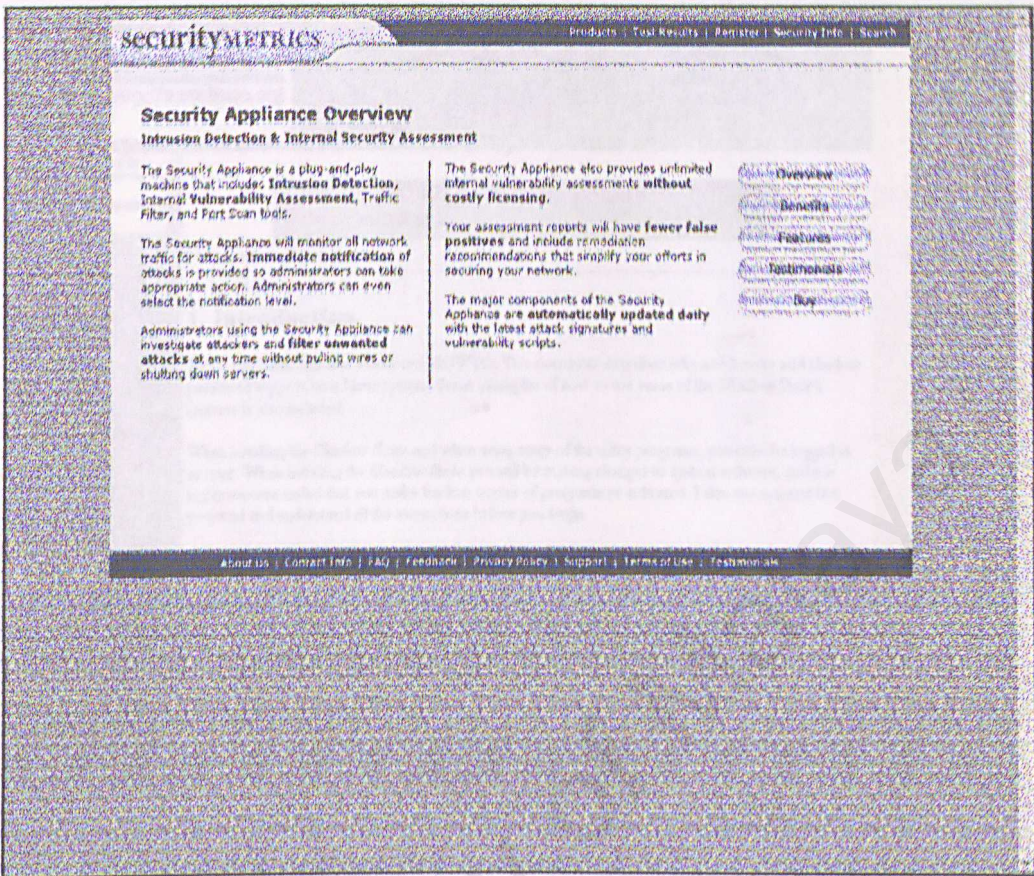 securityMETRICS
Products | Test Results | Register | Security Info | Search
Security Appliance Overview
Intrusion Detection & Internal Security Assessment
The Security Appliance is a plug-and-play
machine that includes Intrusion Detection,
Internal Vulnerability Assessment, Traffic
Filter, and Port Scan tools.
The Security Appliance will monitor all network
traffic for attacks. Immediate notification of
attacks is provided so administrators can take
appropriate action. Administrators can even
select the notification level.
Administrators using the Security Appliance can
investigate attackers and filter unwanted
attacks at any time without pulling wires or
shutting down servers.
The Security Appliance also provides unlimited
internal vulnerability assessments without
costly licensing.
Your assessment reports will have fewer false
positives and include remediation
recommendations that simplify your efforts in
securing your network.
The major components of the Security
Appliance are automatically updated daily
with the latest attack signatures and
vulnerability scripts.
Overview
Benefits
Features
Testimonials
Buy
About Us | Contact Info | FAQ | Feedback | Privacy Policy | Support | Terms of Use | Testimonials